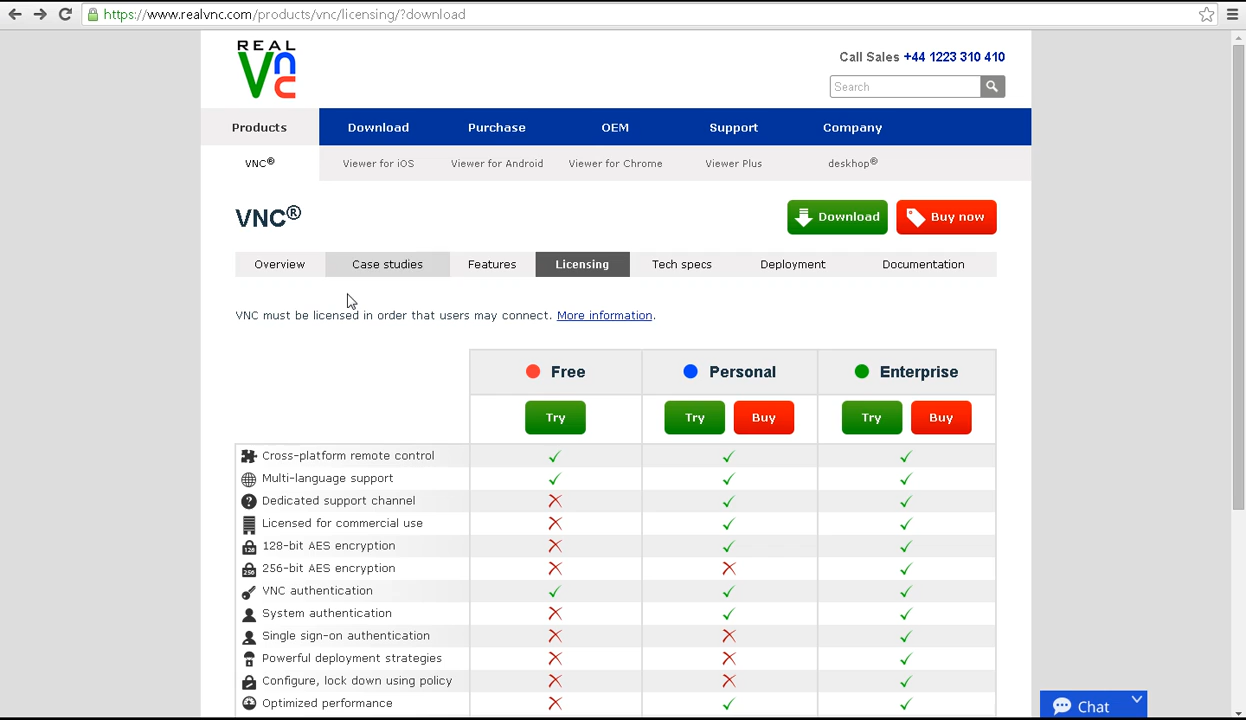 https://www.realvnc.com/products/vnc/licensing/?download
REAL
Vnc
Call Sales +44 1223 310 410
Search
Products Download Purchase OEM Support Company
VNC® Viewer for iOS Viewer for Android Viewer for Chrome Viewer Plus deskhop®
VNC® Download Buy now
Overview Case studies Features Licensing Tech specs Deployment Documentation
VNC must be licensed in order that users may connect. More information.
Free Personal Enterprise
Try Try Buy Try Buy
Cross-platform remote control
Multi-language support
Dedicated support channel
Licensed for commercial use
128 128-bit AES encryption
256 256-bit AES encryption
VNC authentication
System authentication
Single sign-on authentication
Powerful deployment strategies
Configure, lock down using policy
Optimized performance
Chat